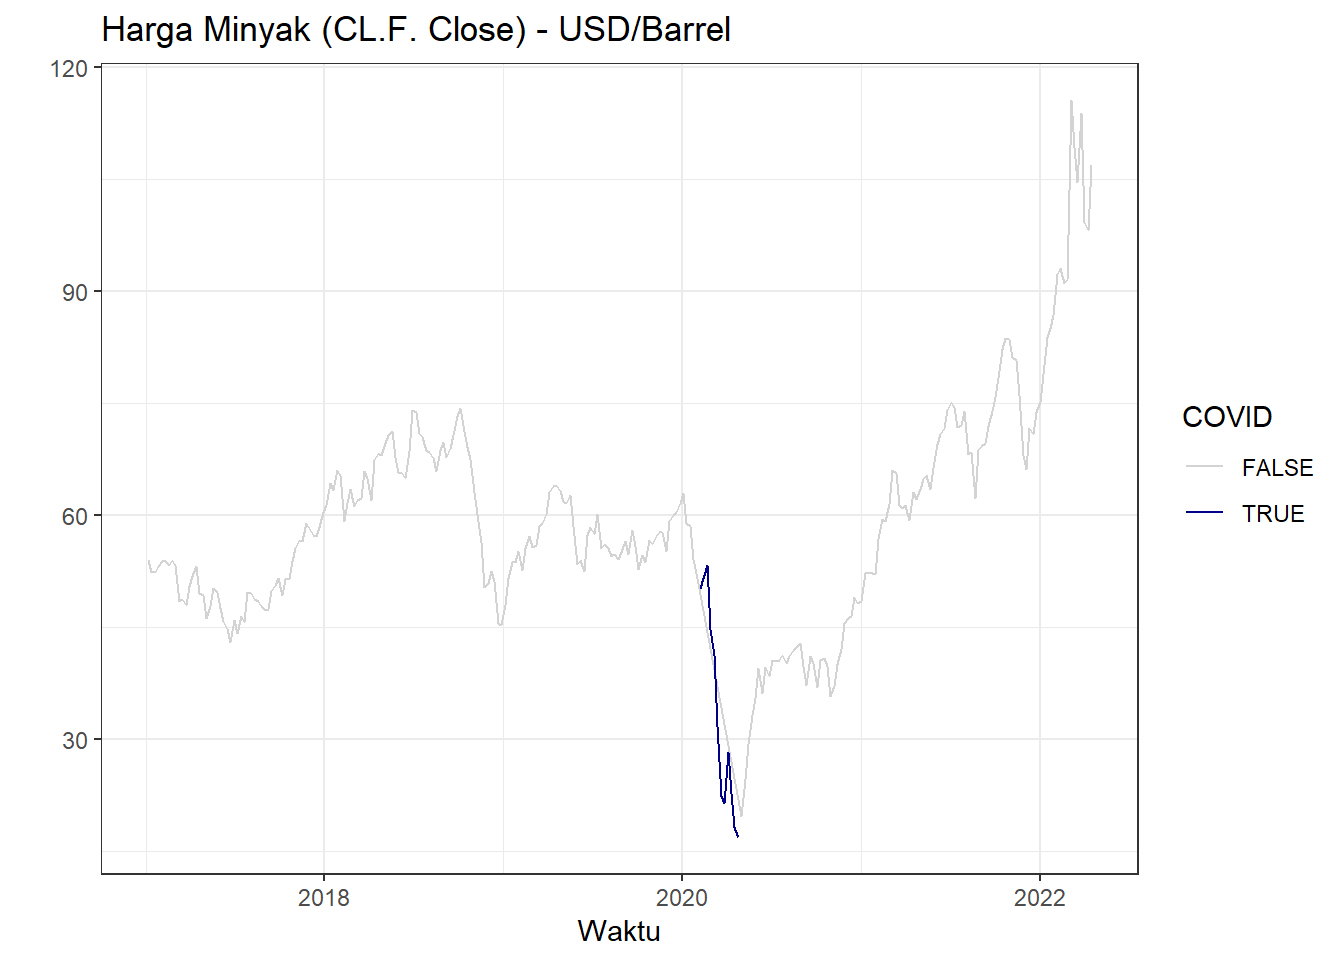 Harga Minyak (CL.F. Close) - USD/Barrel
120
90
60
30
2018
2020
2022
Waktu
COVID
FALSE
TRUE